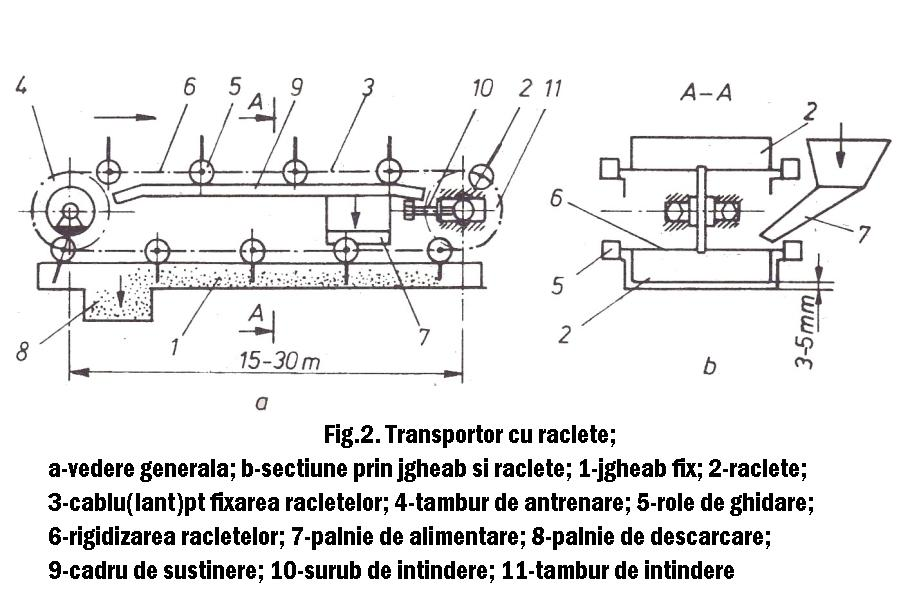 4 6 5 A 9 3 10 2 11
A-A
2
6
5
7
2
3-5mm
8 1 A 7
15-30m
a
b
Fig.2. Transportor cu raclete;
a-vedere generala; b-sectiune prin jgheab si raclete; 1-jgheab fix; 2-raclete;
3-cablu(lant)pt fixarea racletelor; 4-tambur de antrenare; 5-role de ghidare;
6-rigidizarea racletelor; 7-palnie de alimentare; 8-palnie de descarcare;
9-cadru de sustinere; 10-surub de intindere; 11-tambur de intindere